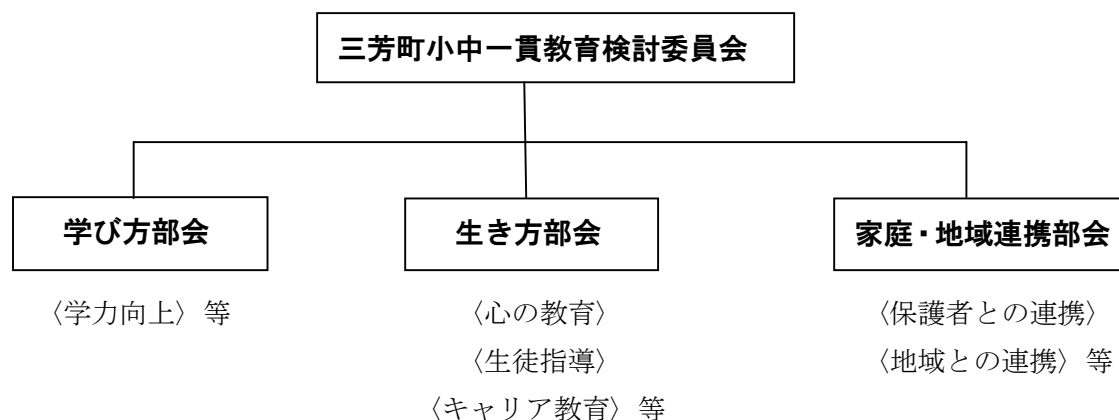 三芳町小中一貫教育検討委員会
学び方部会
〈学力向上〉等
生き方部会
〈心の教育〉
〈生徒指導〉
〈キャリア教育〉等
家庭・地域連携部会
〈保護者との連携〉
〈地域との連携〉等